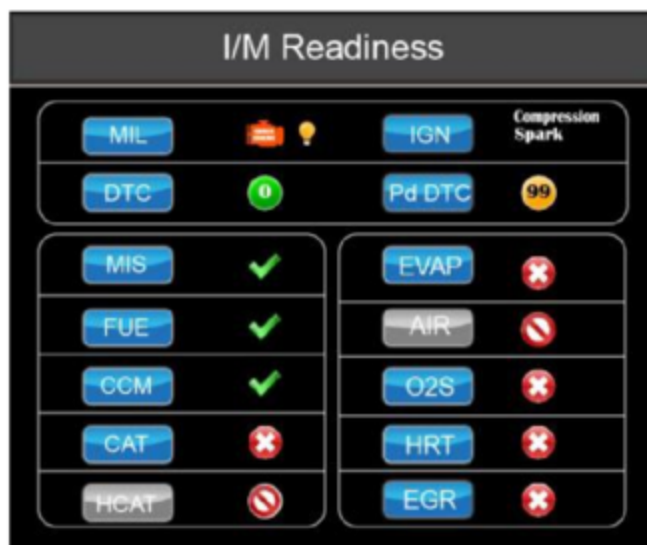 I/M Readiness
MIL
IGN
Compression
Spark
DTC
0
Pd DTC
99
MIS
EVAP
FUE
AIR
CCM
O2S
CAT
HRT
HCAT
EGR